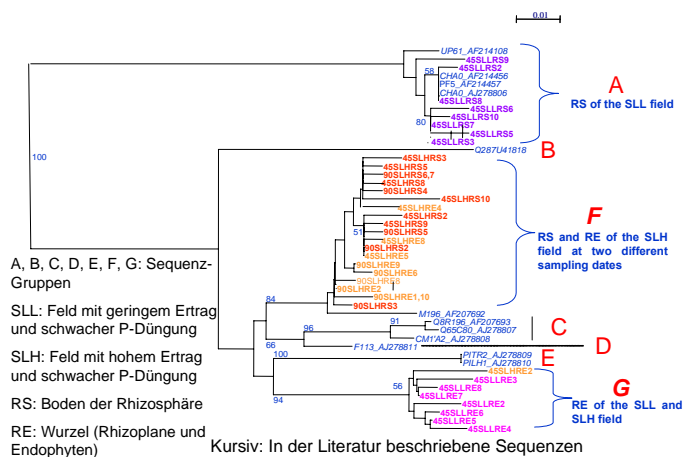 0.01
UP61_AF214108
45SLLRS9
45SLLRS2
58
CHA0_AF214456
PF5_AF214457
CHA0_AJ278806
45SLLRS8
45SLLRS6
45SLLRS10
80
45SLLRS7
45SLLRS5
45SLLRS3
A
RS of the SLL field
100
Q287U41818
B
45SLHRS3
45SLHRS5
90SLHRS6,7
45SLHRS8
90SLHRS4
45SLHRS10
45SLHRE4
45SLHRS2
45SLHRS9
51
90SLHRS5
45SLHRE8
90SLHRS2
45SLHRE5
90SLHRE9
90SLHRE6
90SLHRE8
90SLHRE2
90SLHRE1,10
90SLHRS3
F
RS and RE of the SLH
field at two different
sampling dates
84
M196_AF207692
Q8R196_AF207693
91
Q65C80_AJ278807
96
CM1'A2_AJ278808
C
66
F113_AJ278811
D
100
PITR2_AJ278809
PILH1_AJ278810
E
45SLHRE2
94
45SLLRE3
56
45SLLRE8
45SLLRE7
45SLLRE2
45SLLRE6
45SLLRE5
45SLLRE4
G
RE of the SLL and
SLH field
A, B, C, D, E, F, G: Sequenz-
Gruppen
SLL: Feld mit geringem Ertrag
und schwacher P-Düngung
SLH: Feld mit hohem Ertrag
und schwacher P-Düngung
RS: Boden der Rhizosphäre
RE: Wurzel (Rhizoplane und
Endophyten)
Kursiv: In der Literatur beschriebene Sequenzen